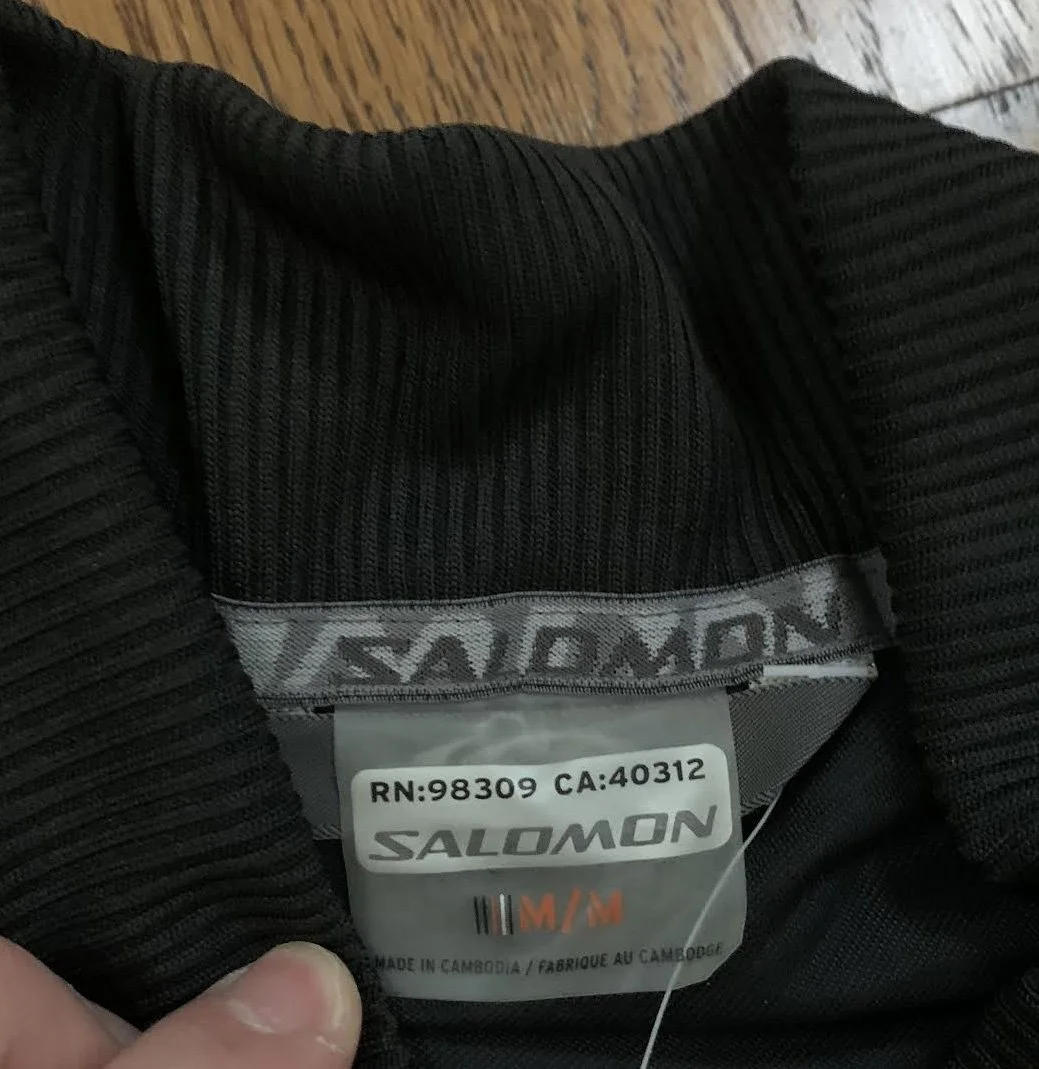 SALOMON
RN:98309 CA:40312
SALOMON
M/M
MADE IN CAMBODIA / FABRIQUE AU CAMBODGE